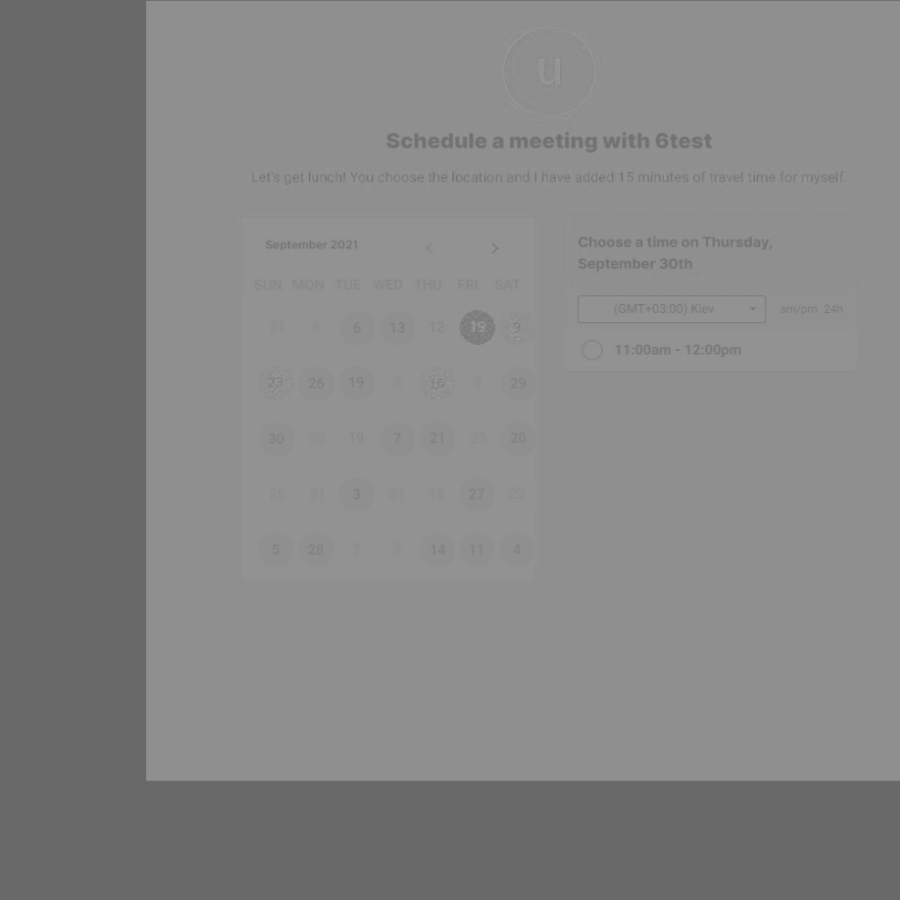 u
Schedule a meeting with 6test
Let's get lunch! You choose the location and I have added 15 minutes of travel time for myself.
September 2021
SUN MON TUE WED THU FRI SAT
31 8 6 13 12 19 9
23 26 19 3 16 9 29
30 30 19 7 21 25 20
20 31 3 21 13 27 22
5 28 2 3 14 11 4
Choose a time on Thursday,
September 30th
(GMT+03:00) Kiev
am/pm 24h
11:00am - 12:00pm